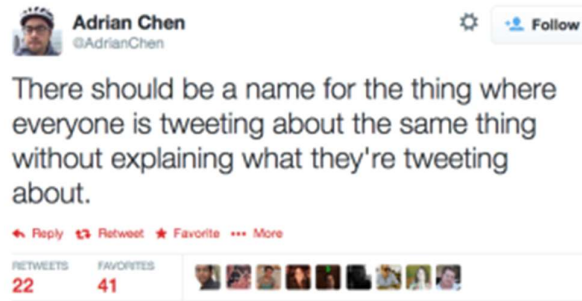 Adrian Chen
@AdrianChen
Follow
There should be a name for the thing where
everyone is tweeting about the same thing
without explaining what they're tweeting
about.
Reply Retweet Favorite ••• More
RETWEETS FAVORITES
22 41